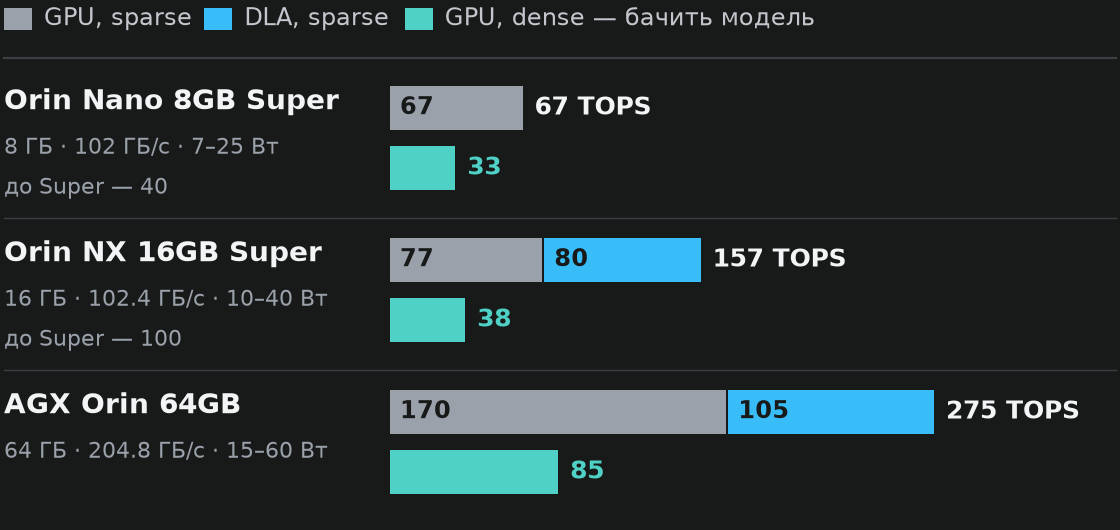 GPU, sparse DLA, sparse GPU, dense — бачить модель
Orin Nano 8GB Super
67 67 TOPS
8 ГБ · 102 ГБ/с · 7–25 Вт
33
до Super — 40
Orin NX 16GB Super
77 80 157 TOPS
16 ГБ · 102.4 ГБ/с · 10–40 Вт
38
до Super — 100
AGX Orin 64GB
170 105 275 TOPS
64 ГБ · 204.8 ГБ/с · 15–60 Вт
85